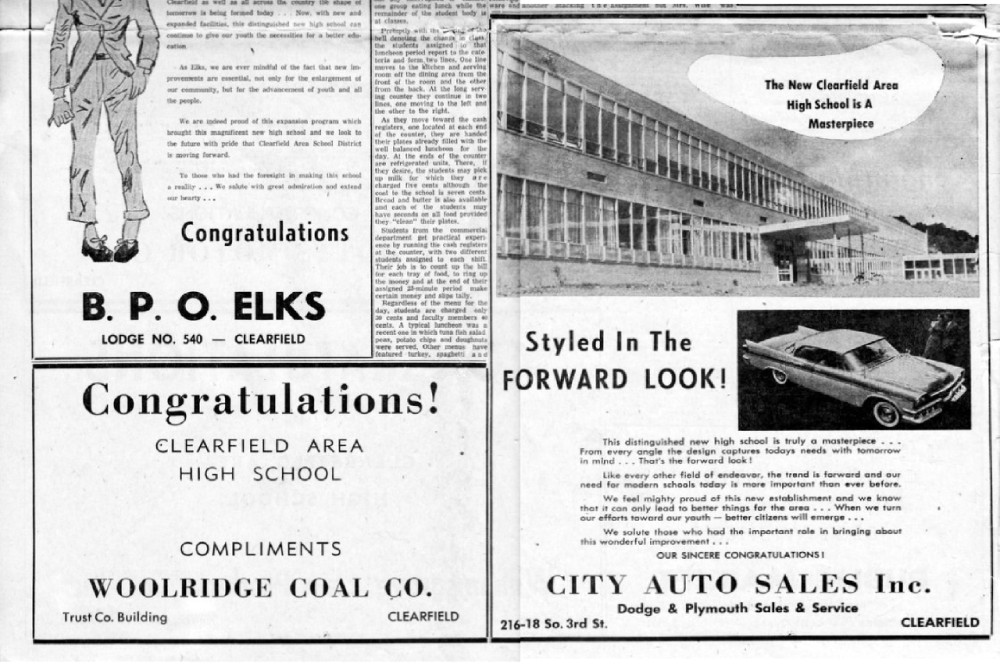 Clearfield as well as all across the country the shape of
tomorrow is being formed today . . . Now, with new and
expanded facilities, this distinguished new high school can
continue to give our youth the necessities for a better edu-
cation.
As Elks, we are ever mindful of the fact that new im-
provements are essential, not only for the enlargement of
our community, but for the advancement of youth and all
the people.
We are indeed proud of this expansion program which
brought this magnificent new high school and we look to
the future with pride that Clearfield Area School District
is moving forward.
To those who had the foresight in making this school
a reality . . . We salute with great admiration and extend
our hearty . . .
Congratulations
B. P. O. ELKS
LODGE NO. 540 — CLEARFIELD
one group eating lunch while the
remainder of the student body is
at classes.
Promptly with the
bell denoting the change in class,
the students assigned to that
luncheon period report to the cafe-
teria and form two lines. One line
moves to the kitchen and serving
room off the dining area from the
front of the room and the other
from the back. At the long serv-
ing counter they continue in two
lines, one moving to the left and
the other to the right.
As they move toward the cash
registers, one located at each end
of the counter, they are handed
their plates already filled with the
well balanced luncheon for the
day. At the ends of the counter
are refrigerated units. There, if
they desire, the students may pick
up milk for which they are
charged five cents although the
cost to the school is seven cents.
Bread and butter is also available
and each of the students may
have seconds on all food provided
they "clean" their plates.
Students from the commercial
department get practical experi-
ence by running the cash registers
at the counter, with two different
students assigned to each shift.
Their job is to count up the bill
for each tray of food, to ring up
the money and at the end of their
assigned 25-minute period make
certain money and slips tally.
Regardless of the menu for the
day, students are charged only
30 cents and faculty members
cents. A typical luncheon was a
recent one in which tuna fish salad,
peas, potato chips and doughnuts
were served. Other menus have
featured turkey, spaghetti and
Congratulations!
CLEARFIELD AREA
HIGH SCHOOL
COMPLIMENTS
WOOLRIDGE COAL CO.
Trust Co. Building CLEARFIELD
The New Clearfield Area
High School is A
Masterpiece
Styled In The
FORWARD LOOK!
This distinguished new high school is truly a masterpiece . . .
From every angle the design captures todays needs with tomorrow
in mind . . . That's the forward look!
Like every other field of endeavor, the trend is forward and our
need for modern schools today is more important than ever before.
We feel mighty proud of this new establishment and we know
that it can only lead to better things for the area . . . When we turn
our efforts toward our youth — better citizens will emerge . . .
We salute those who had the important role in bringing about
this wonderful improvement . . .
OUR SINCERE CONGRATULATIONS!
CITY AUTO SALES Inc.
Dodge & Plymouth Sales & Service
216-18 So. 3rd St. CLEARFIELD